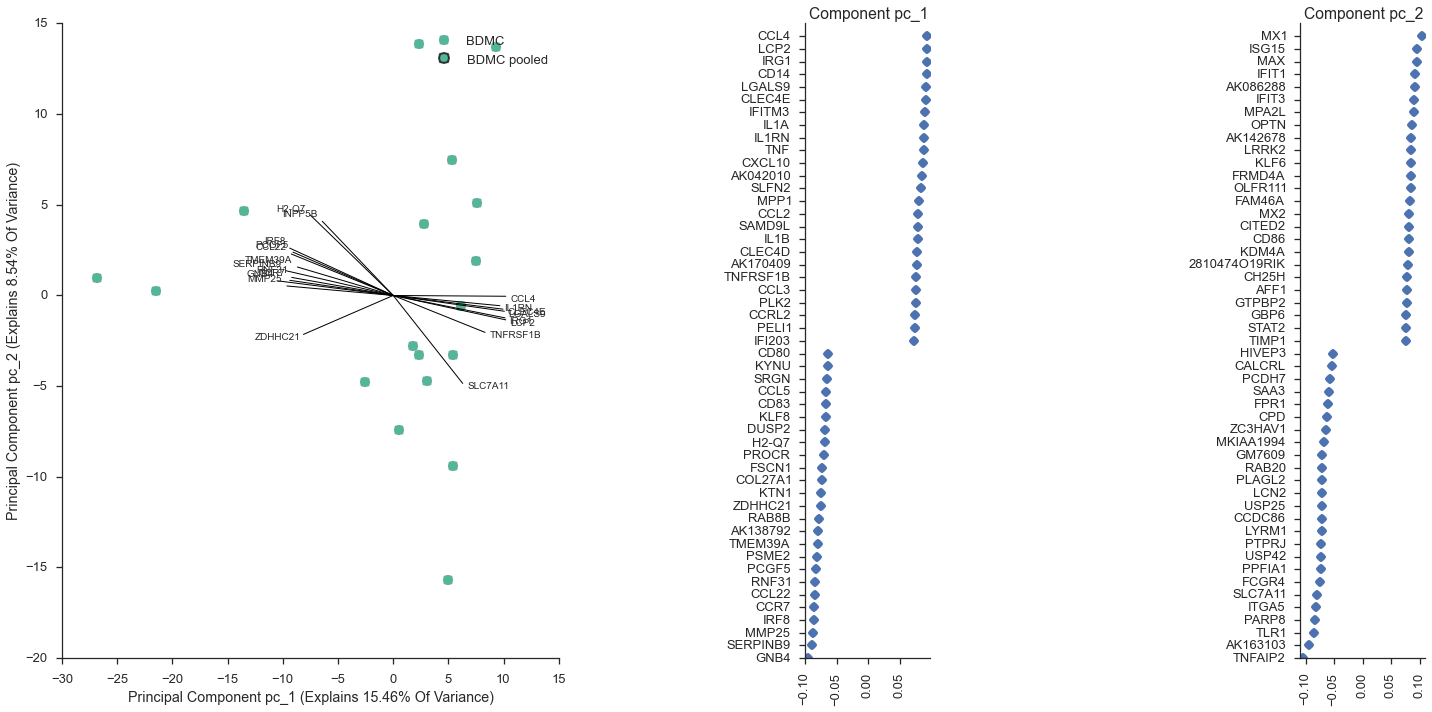 Component pc_1
Component pc_2
BDMC
BDMC pooled
15
10
5
0
−5
−10
−15
−20
Principal Component pc_2 (Explains 8.54% Of Variance)
H2-Q7
INPP5B
IRF8
CCL22
TMEM39A
SERPINB9
MMP25
ZDHHC21
CCL4
IL1RN
LCP2
TNFRSF1B
SLC7A11
−30
−25
−20
−15
−10
−5
0
5
10
15
Principal Component pc_1 (Explains 15.46% Of Variance)
CCL4
LCP2
IRG1
CD14
LGALS9
CLEC4E
IFITM3
IL1A
IL1RN
TNF
CXCL10
AK042010
SLFN2
MPP1
CCL2
SAMD9L
IL1B
CLEC4D
AK170409
TNFRSF1B
CCL3
PLK2
CCRL2
PELI1
IFI203
CD80
KYNU
SRGN
CCL5
CD83
KLF8
DUSP2
H2-Q7
PROCR
FSCN1
COL27A1
KTN1
ZDHHC21
RAB8B
AK138792
TMEM39A
PSME2
PCGF5
RNF31
CCL22
CCR7
IRF8
MMP25
SERPINB9
GNB4
−0.10
−0.05
0.00
0.05
MX1
ISG15
MAX
IFIT1
AK086288
IFIT3
MPA2L
OPTN
AK142678
LRRK2
KLF6
FRMD4A
OLFR111
FAM46A
MX2
CITED2
CD86
KDM4A
2810474O19RIK
CH25H
AFF1
GTPBP2
GBP6
STAT2
TIMP1
HIVEP3
CALCRL
PCDH7
SAA3
FPR1
CPD
ZC3HAV1
MKIAA1994
GM7609
RAB20
PLAGL2
LCN2
USP25
CCDC86
LYRM1
PTPRJ
USP42
PPFIA1
FCGR4
SLC7A11
ITGA5
PARP8
TLR1
AK163103
TNFAIP2
−0.10
−0.05
0.00
0.05
0.10